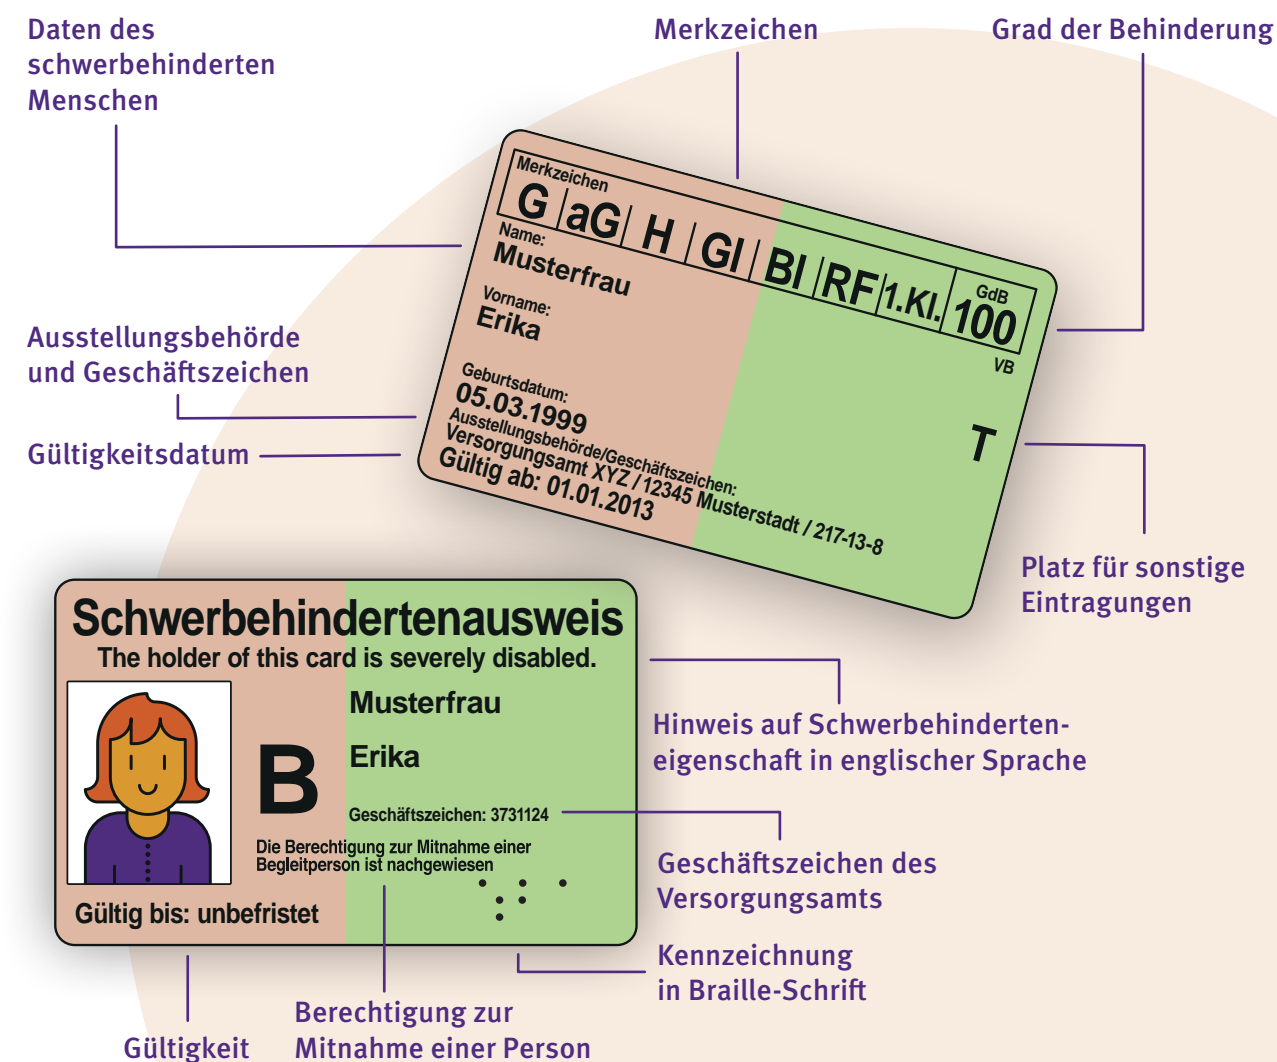 Daten des
schwerbehinderten
Menschen
Merkzeichen
Grad der Behinderung
Merkzeichen
G aG H Gl Bl RF 1.Kl. GdB 100
VB
Name:
Musterfrau
Vorname:
Erika
Geburtsdatum:
05.03.1999
Ausstellungsbehörde/Geschäftszeichen:
Versorgungsamt XYZ / 12345 Musterstadt / 217-13-8
Gültig ab: 01.01.2013
T
Ausstellungsbehörde
und Geschäftszeichen
Gültigkeitsdatum
Platz für sonstige
Eintragungen
Schwerbehindertenausweis
The holder of this card is severely disabled.
Musterfrau
B
Erika
Geschäftszeichen: 3731124
Die Berechtigung zur Mitnahme einer
Begleitperson ist nachgewiesen
Gültig bis: unbefristet
Hinweis auf Schwerbehinderten-
eigenschaft in englischer Sprache
Geschäftszeichen des
Versorgungsamts
Kennzeichnung
in Braille-Schrift
Berechtigung zur
Mitnahme einer Person
Gültigkeit